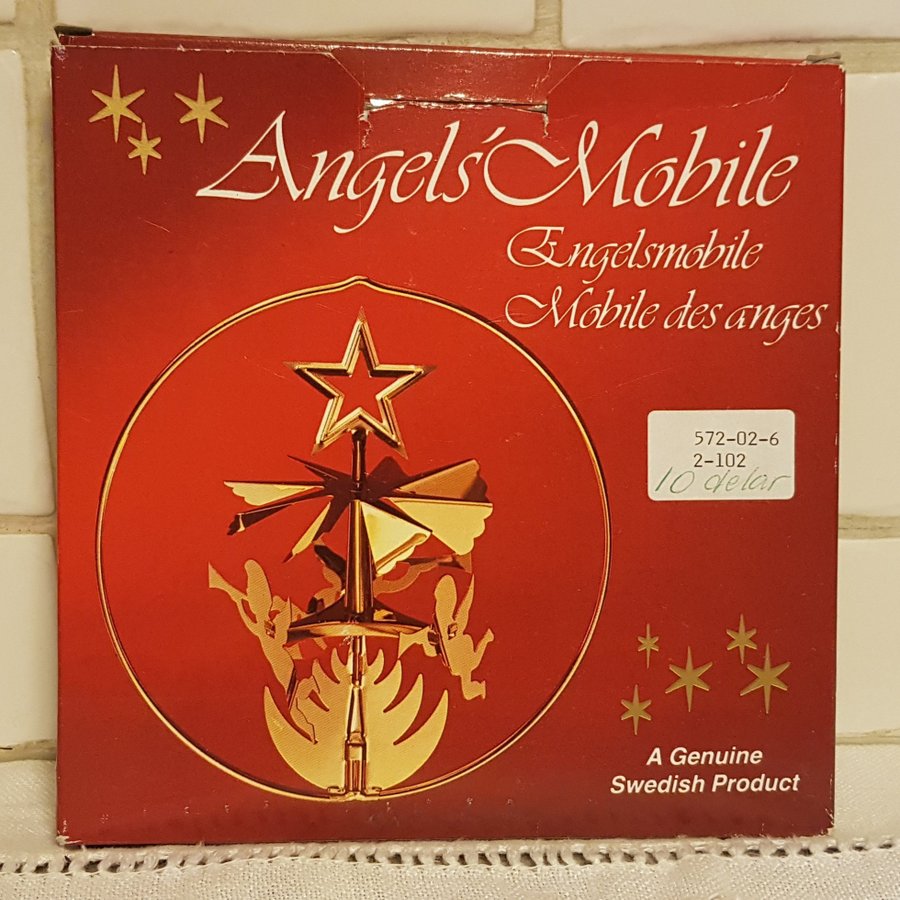 Angels' Mobile
Engelsmobile
Mobile des anges
572-02-6
2-102
10 delar
A Genuine
Swedish Product